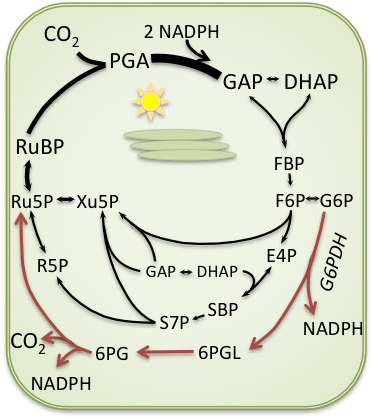 CO2 2 NADPH
PGA
GAP DHAP
RuBP
FBP
Ru5P Xu5P F6P G6P
R5P GAP DHAP E4P G6PDH
SBP
S7P NADPH
CO2 6PG 6PGL
NADPH